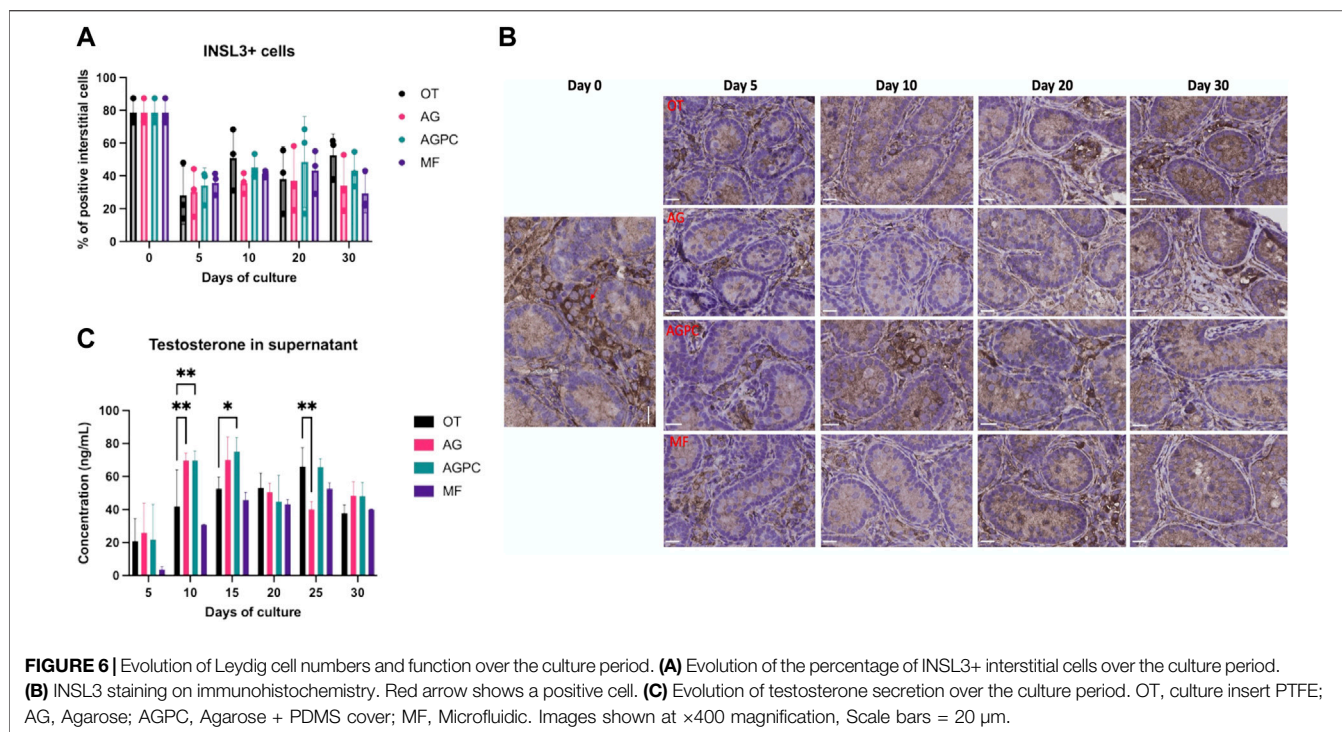 A
INSL3+ cells
% of positive interstitial cells
100
80
60
40
20
0
0 5 10 20 30
Days of culture
OT
AG
AGPC
MF
B
Day 0 Day 5 Day 10 Day 20 Day 30
OT
AG
AGPC
MF
C
Testosterone in supernatant
Concentration (ng/mL)
100
80
60
40
20
0
**
**
*
**
5 10 15 20 25 30
Days of culture
OT
AG
AGPC
MF
FIGURE 6 | Evolution of Leydig cell numbers and function over the culture period. (A) Evolution of the percentage of INSL3+ interstitial cells over the culture period.
(B) INSL3 staining on immunohistochemistry. Red arrow shows a positive cell. (C) Evolution of testosterone secretion over the culture period. OT, culture insert PTFE;
AG, Agarose; AGPC, Agarose + PDMS cover; MF, Microfluidic. Images shown at ×400 magnification, Scale bars = 20 μm.